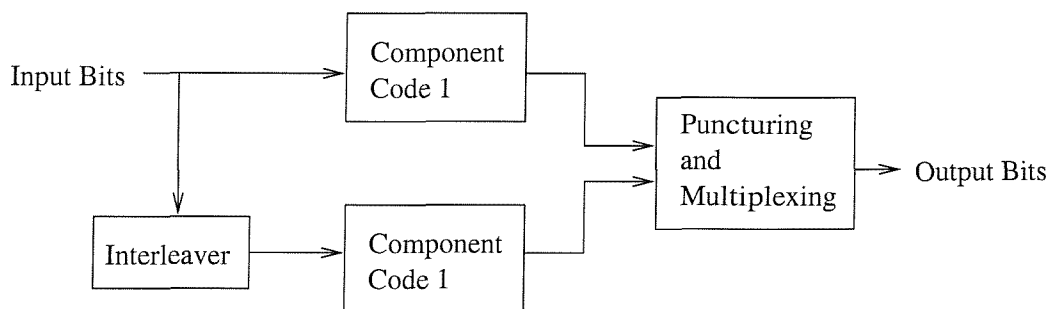 Component
Code 1
Input Bits
Puncturing
and
Multiplexing
Output Bits
Interleaver
Component
Code 1